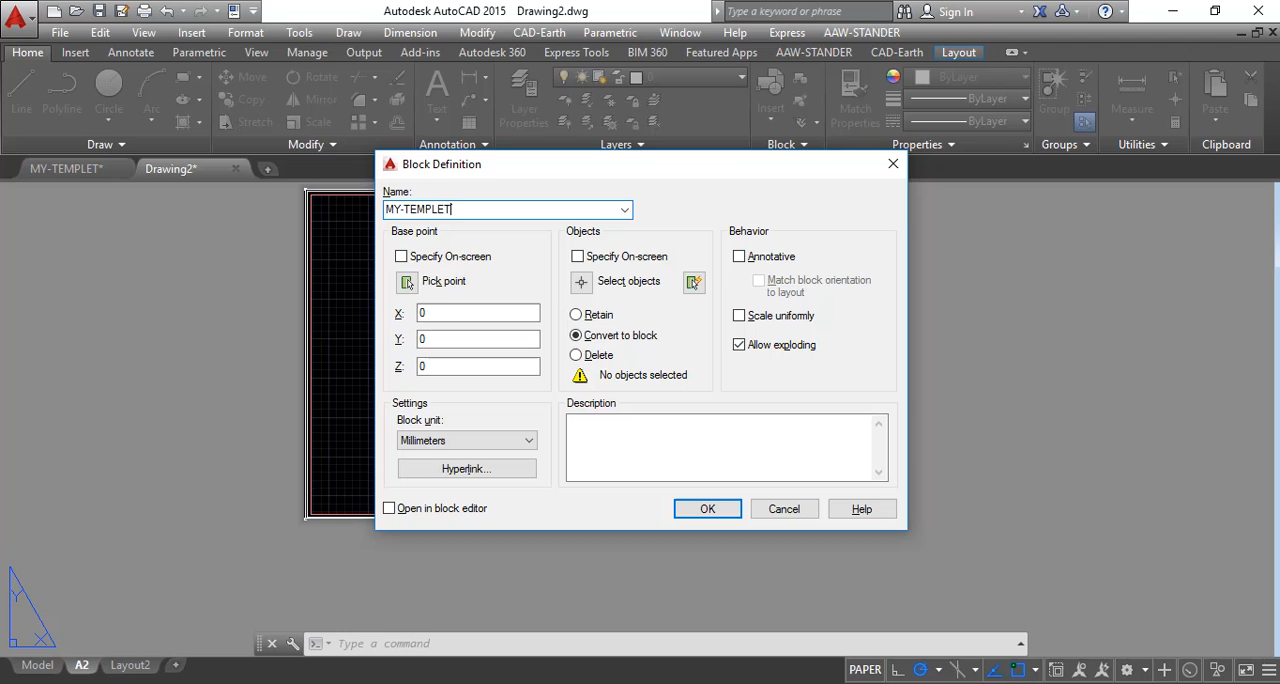 Autodesk AutoCAD 2015 Drawing2.dwg
Type a keyword or phrase
Sign In
File Edit View Insert Format Tools Draw Dimension Modify CAD-Earth Parametric Window Help Express AAW-STANDER
Home Insert Annotate Parametric View Manage Output Add-ins Autodesk 360 Express Tools BIM 360 Featured Apps AAW-STANDER CAD-Earth Layout
Line Polyline Circle Arc
Move Rotate
Copy Mirror
Stretch Scale
Text
Layer Properties
0
Insert
Match Properties
ByLayer
ByLayer
ByLayer
Group
Measure
Paste
Draw Modify Annotation Layers Block Properties Groups Utilities Clipboard
MY-TEMPLET* Drawing2*
Block Definition
Name:
MY-TEMPLET
Base point
Specify On-screen
Pick point
X: 0
Y: 0
Z: 0
Objects
Specify On-screen
Select objects
Retain
Convert to block
Delete
No objects selected
Behavior
Annotative
Match block orientation
to layout
Scale uniformly
Allow exploding
Settings
Block unit:
Millimeters
Hyperlink...
Description
Open in block editor
OK Cancel Help
Y
X
Type a command
Model A2 Layout2
PAPER